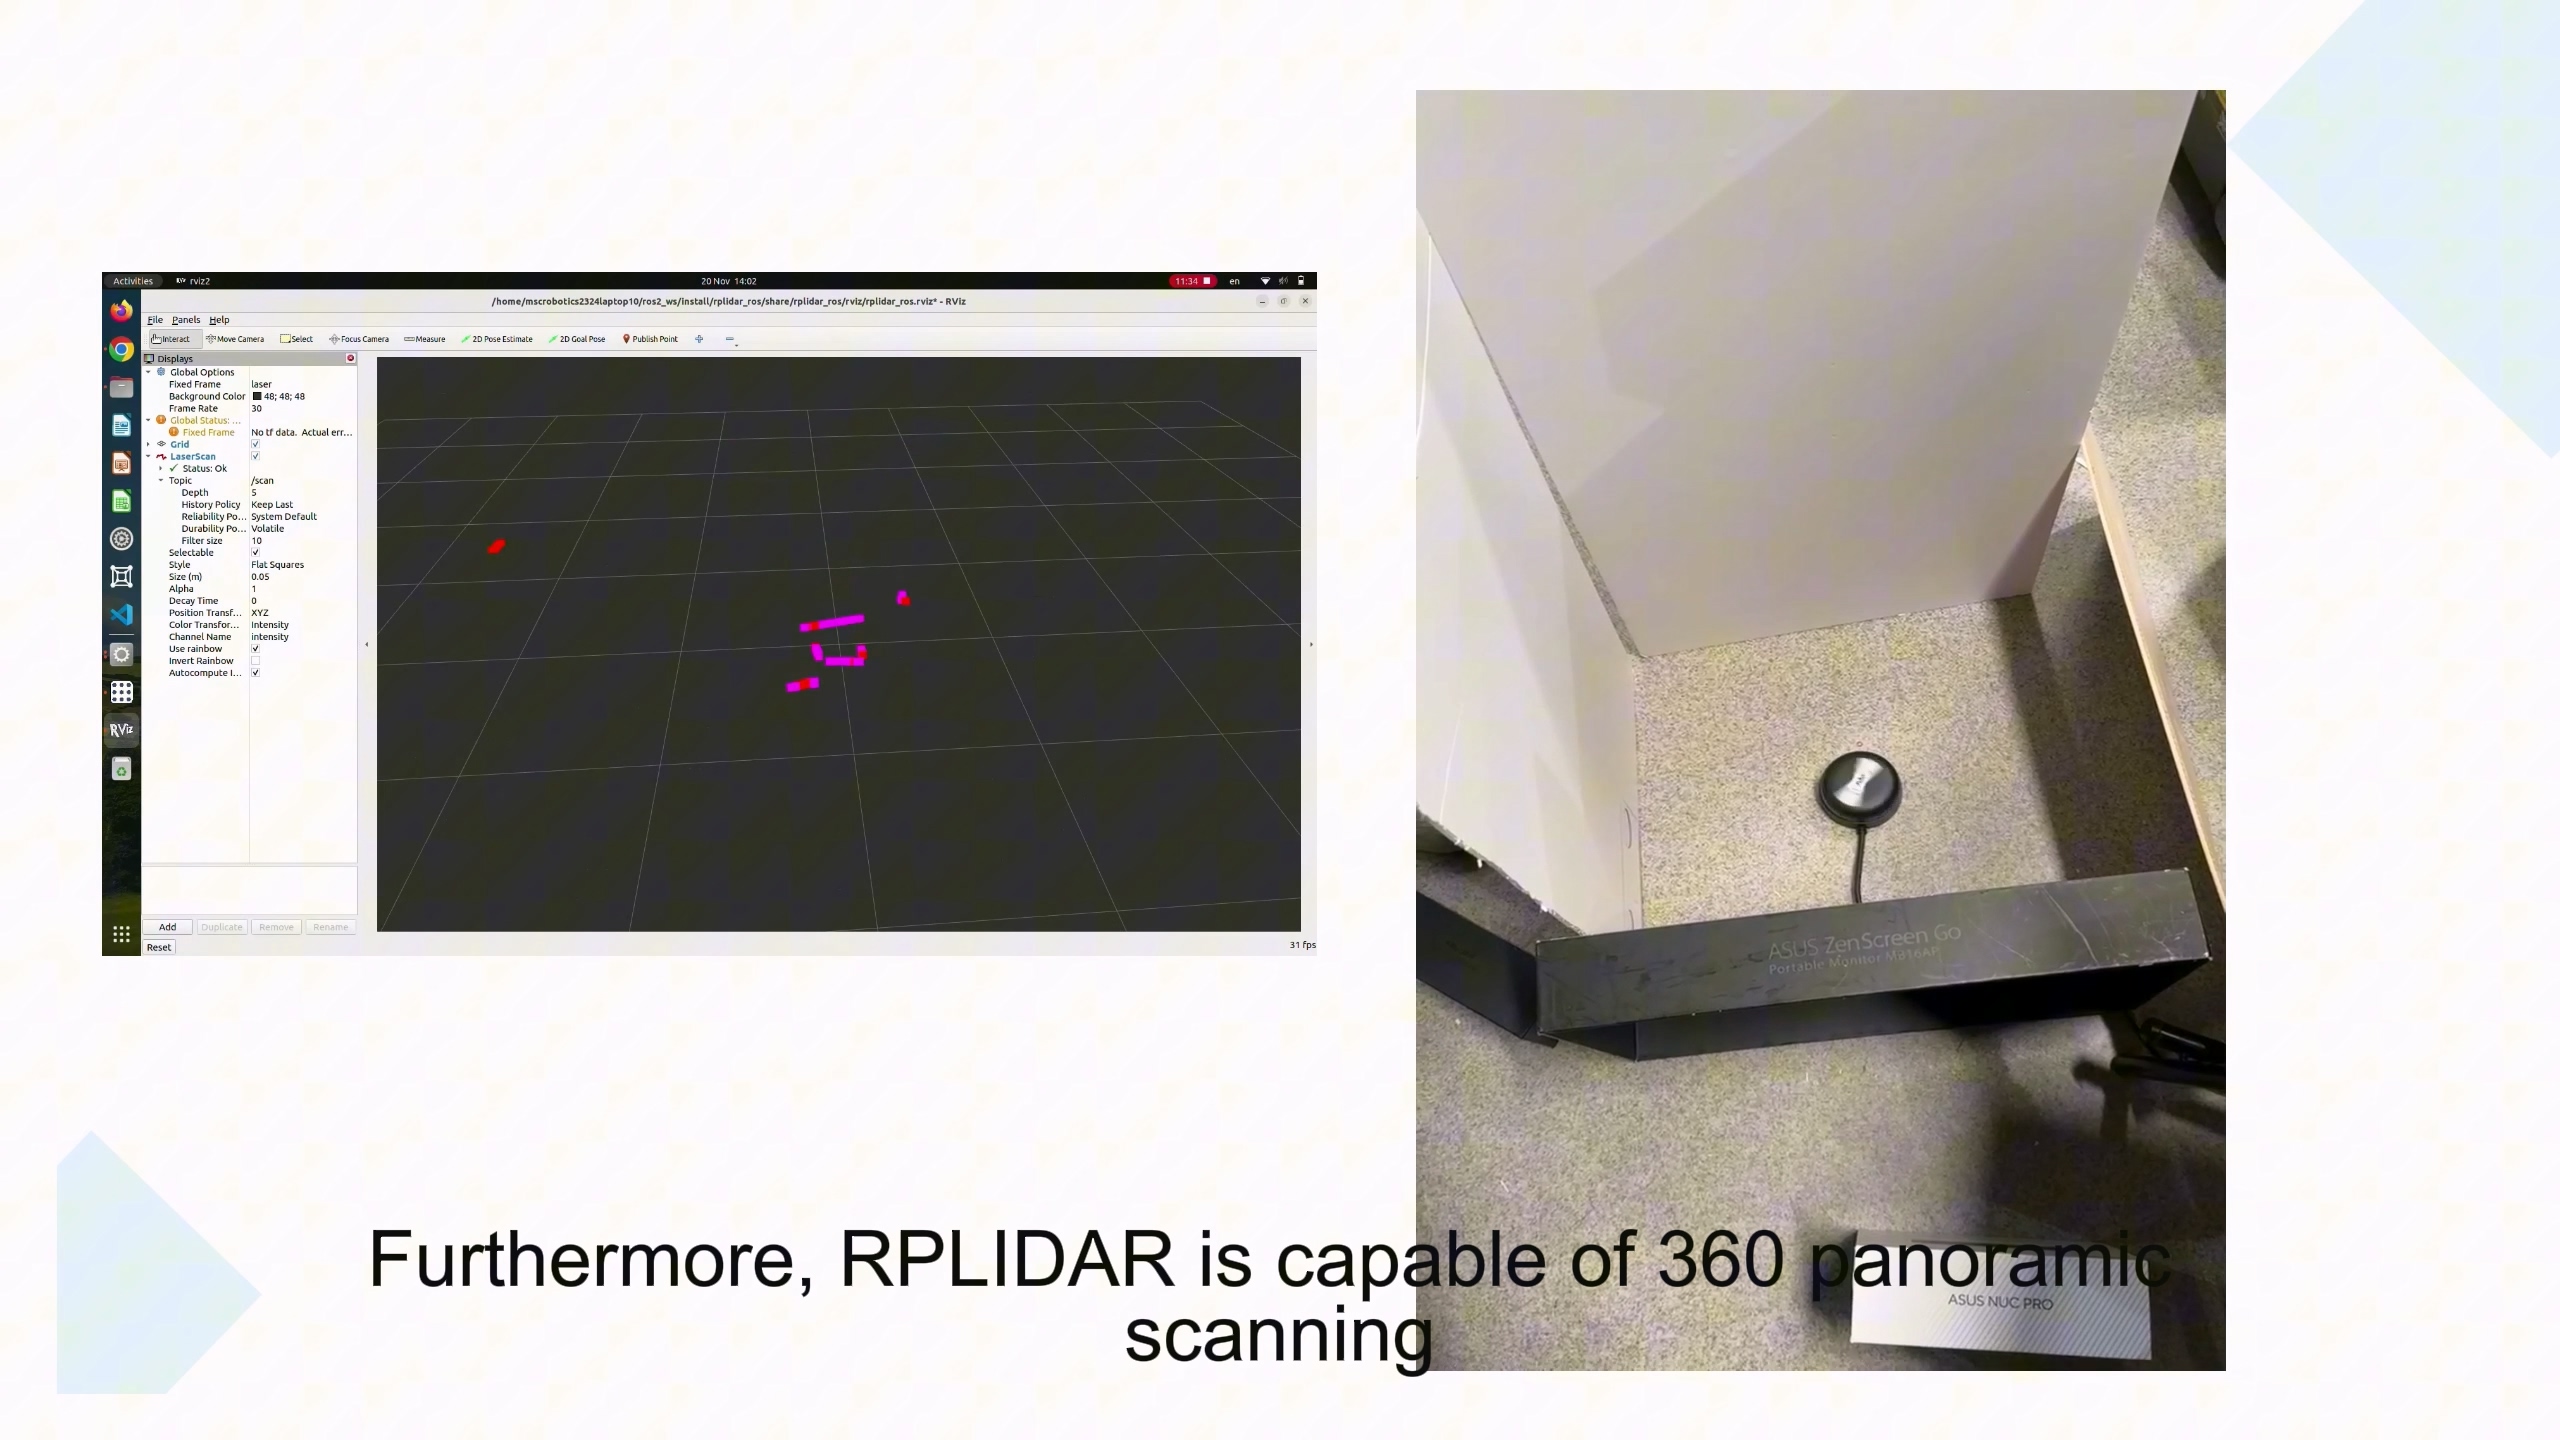 Activities
rviz2
20 Nov 14:02
11:34
en
/home/mscrobotics2324laptop10/ros2_ws/install/rplidar_ros/share/rplidar_ros/rviz/rplidar_ros.rviz* - RViz
File Panels Help
Interact Move Camera Select Focus Camera Measure 2D Pose Estimate 2D Goal Pose Publish Point
Displays
Global Options
Fixed Frame laser
Background Color 48; 48; 48
Frame Rate 30
Global Status: ...
Fixed Frame No tf data. Actual err...
Grid
LaserScan
Status: Ok
Topic /scan
Depth 5
History Policy Keep Last
Reliability Po... System Default
Durability Po... Volatile
Filter size 10
Selectable
Style Flat Squares
Size (m) 0.05
Alpha 1
Decay Time 0
Position Transf... XYZ
Color Transfor... Intensity
Channel Name intensity
Use rainbow
Invert Rainbow
Autocompute I...
RViz
Add Duplicate Remove Rename
Reset
31 fps
ASUS ZenScreen Go
Portable Monitor
Furthermore, RPLIDAR is capable of 360 panoramic
scanning
ASUS NUC PRO